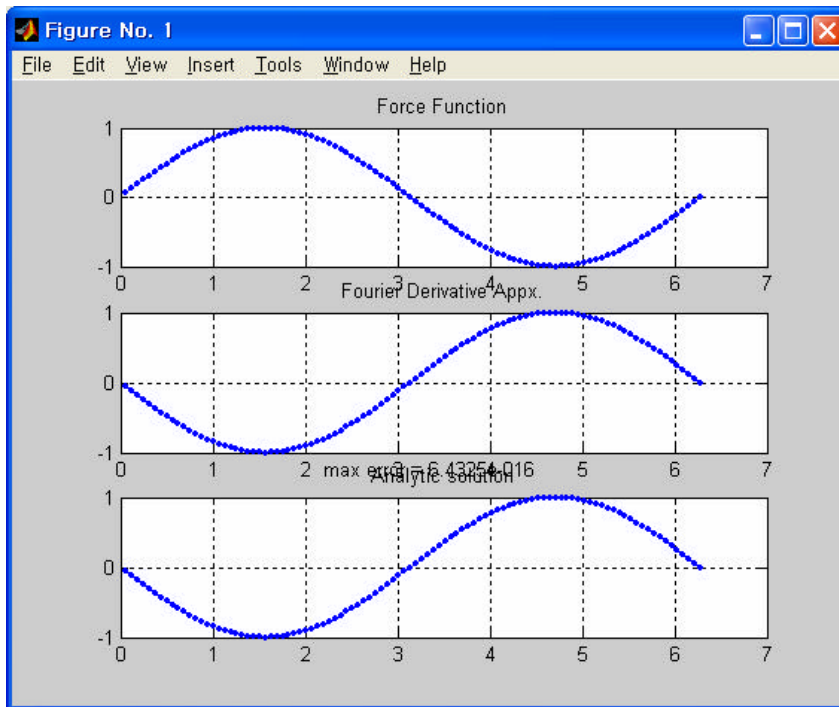 Figure No. 1
File Edit View Insert Tools Window Help
Force Function
1
0
-1
0 1 2 3 4 5 6 7
Fourier Derivative Appx.
1
0
-1
0 1 2 3 4 5 6 7
max error =
Analytic solution
1
0
-1
0 1 2 3 4 5 6 7